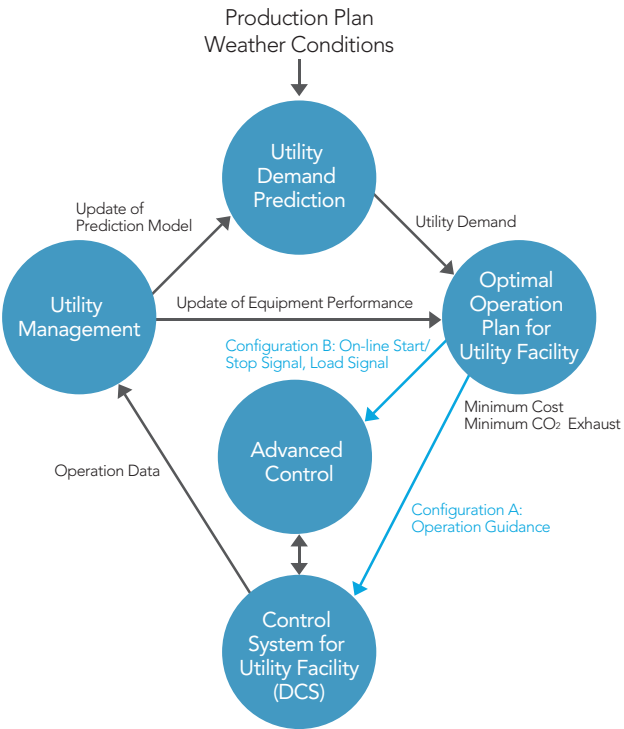 Production Plan
Weather Conditions
Utility
Demand
Prediction
Update of
Prediction Model
Utility Demand
Utility
Management
Update of Equipment Performance
Optimal
Operation
Plan for
Utility Facility
Configuration B: On-line Start/
Stop Signal, Load Signal
Minimum Cost
Minimum CO2 Exhaust
Advanced
Control
Operation Data
Configuration A:
Operation Guidance
Control
System for
Utility Facility
(DCS)